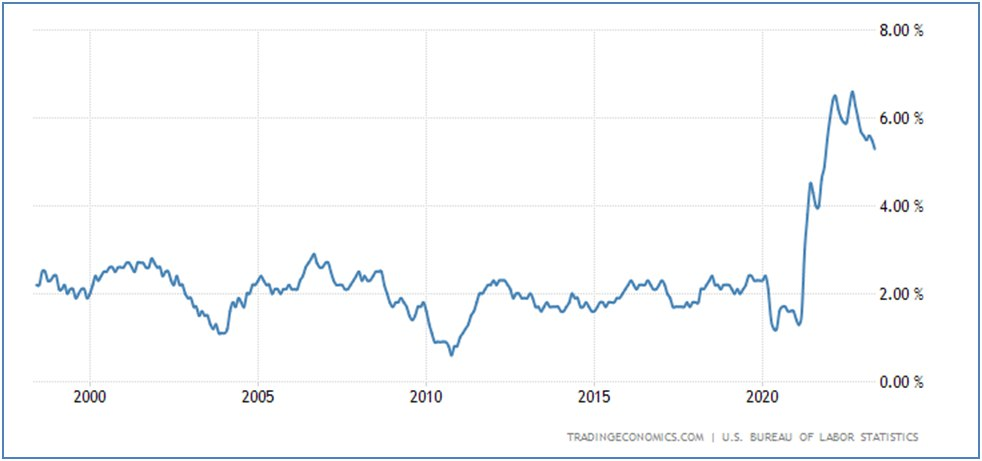 8.00 %
6.00 %
4.00 %
2.00 %
0.00 %
2000 2005 2010 2015 2020
TRADINGECONOMICS.COM | U.S. BUREAU OF LABOR STATISTICS